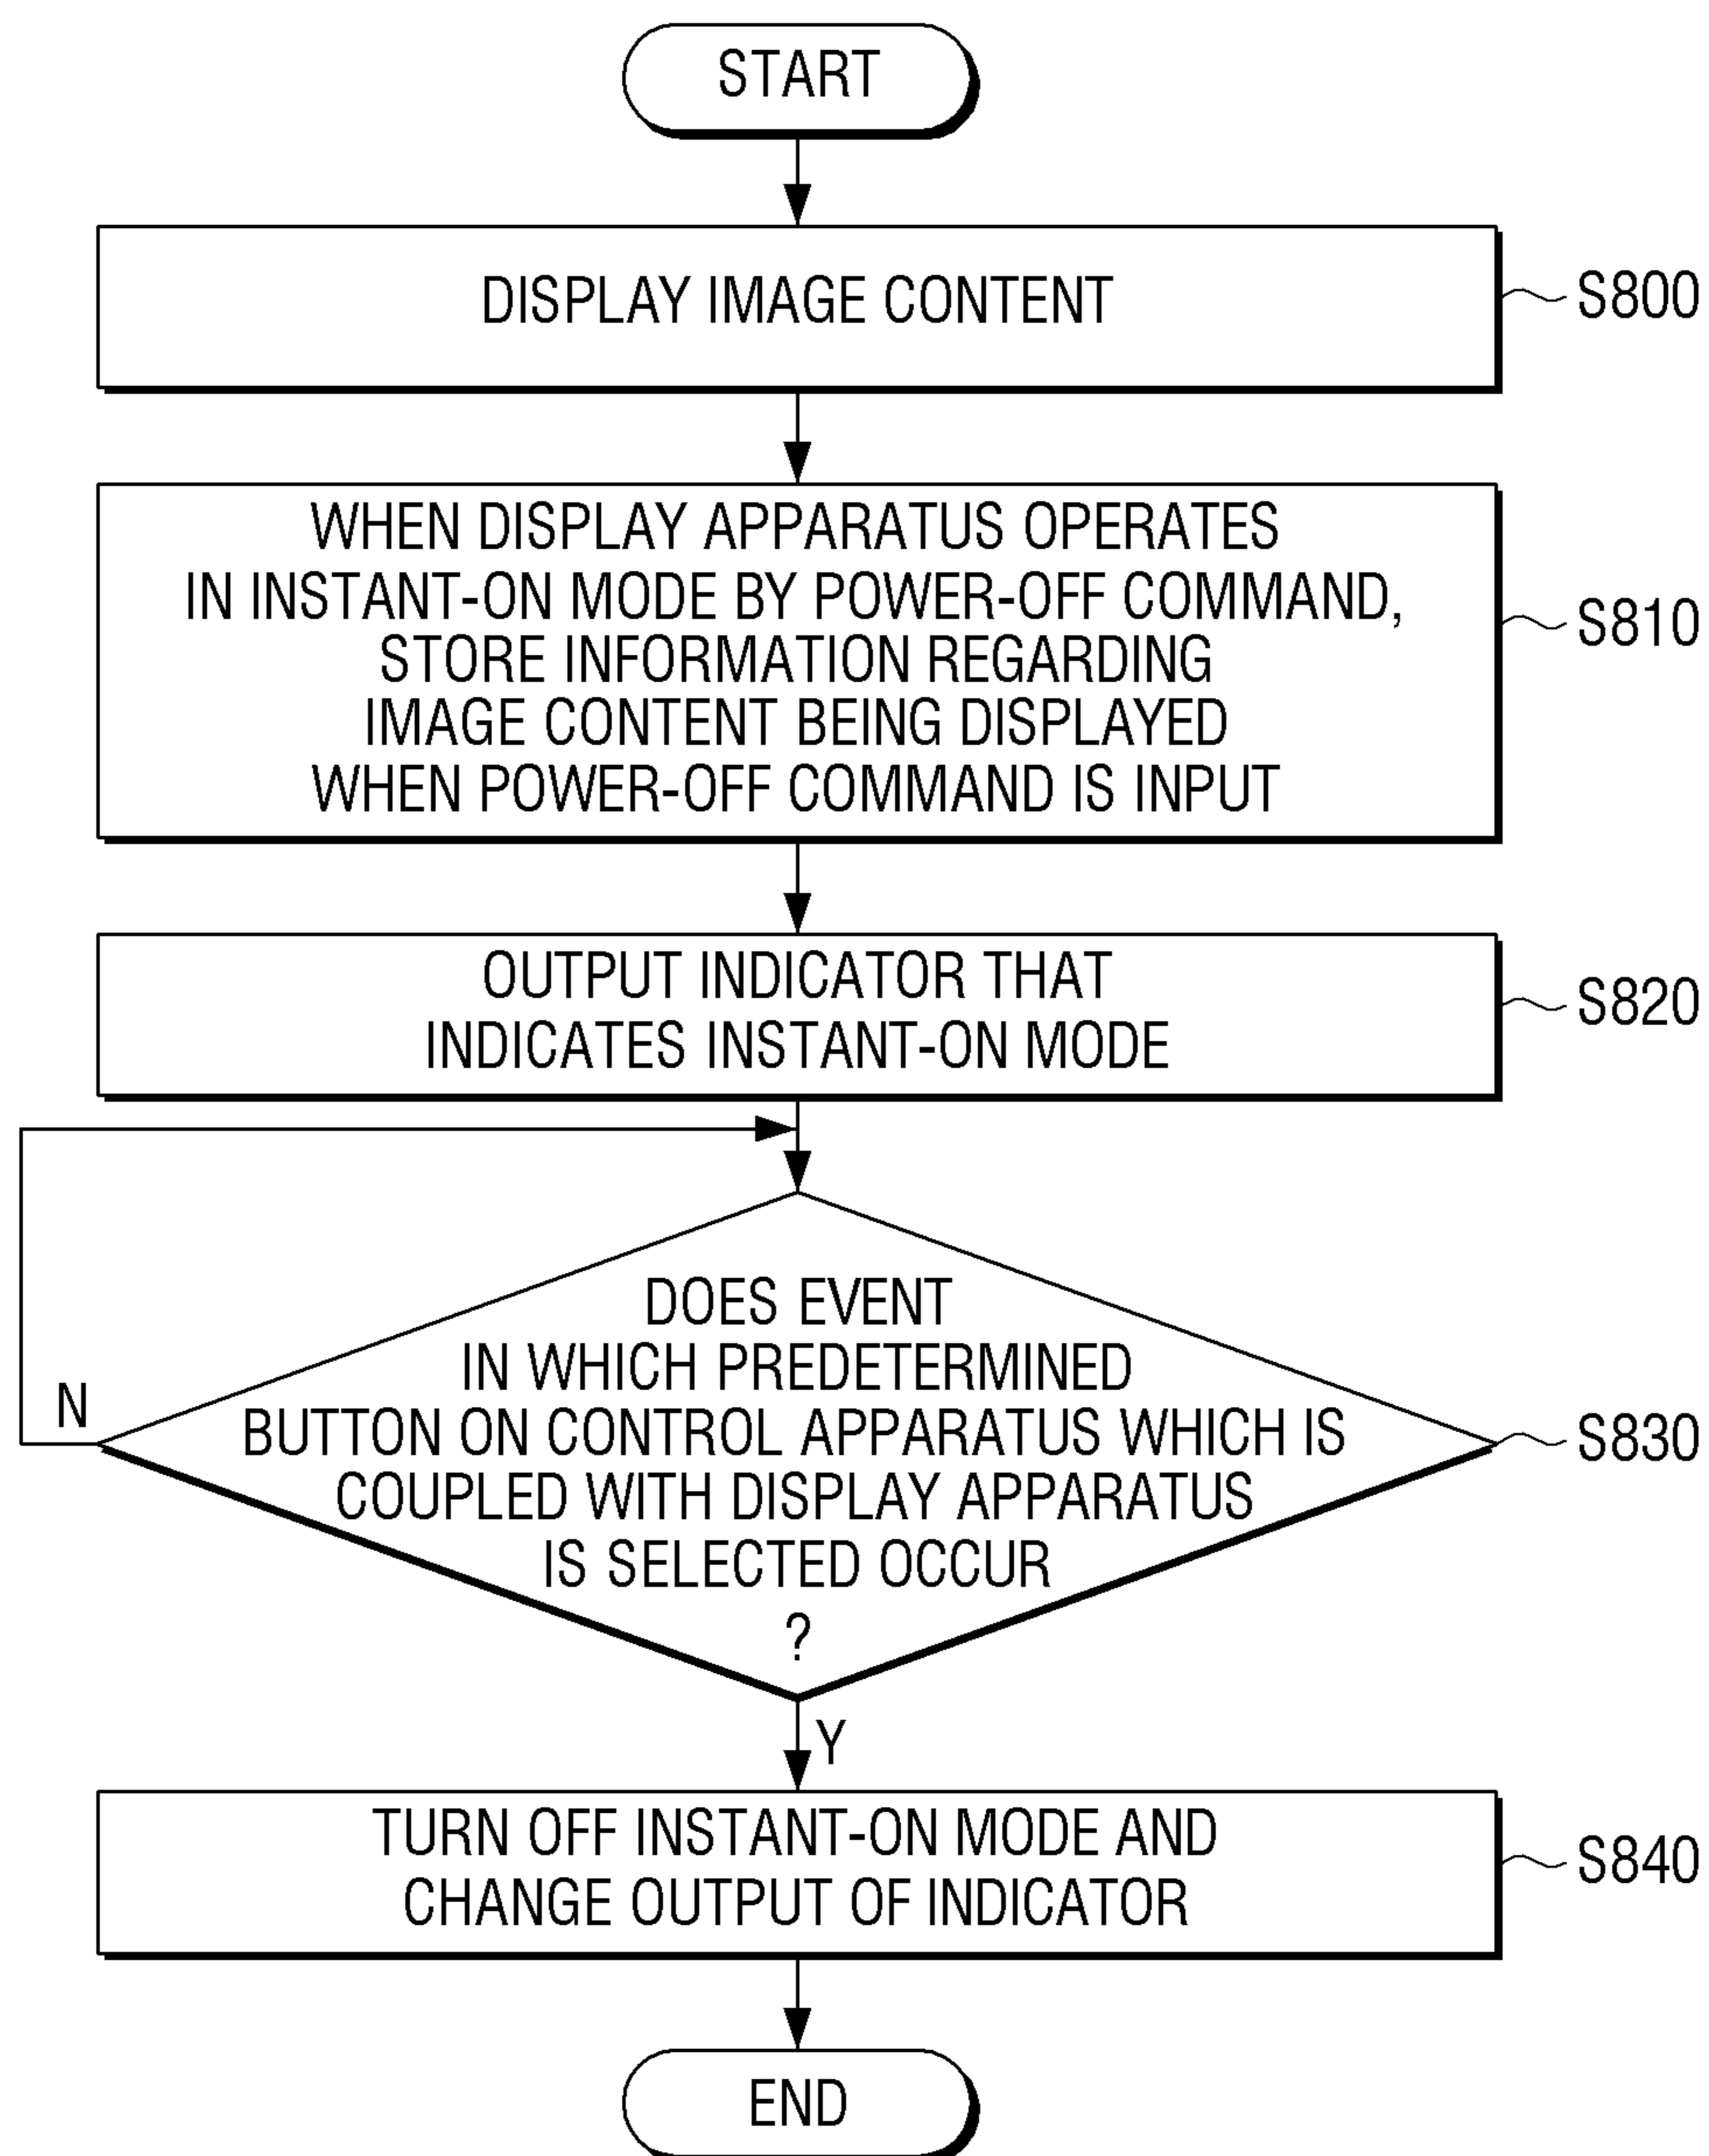 START
DISPLAY IMAGE CONTENT
S800
WHEN DISPLAY APPARATUS OPERATES
IN INSTANT-ON MODE BY POWER-OFF COMMAND,
STORE INFORMATION REGARDING
IMAGE CONTENT BEING DISPLAYED
WHEN POWER-OFF COMMAND IS INPUT
S810
OUTPUT INDICATOR THAT
INDICATES INSTANT-ON MODE
S820
DOES EVENT
IN WHICH PREDETERMINED
BUTTON ON CONTROL APPARATUS WHICH IS
COUPLED WITH DISPLAY APPARATUS
IS SELECTED OCCUR
?
N
S830
Y
TURN OFF INSTANT-ON MODE AND
CHANGE OUTPUT OF INDICATOR
S840
END